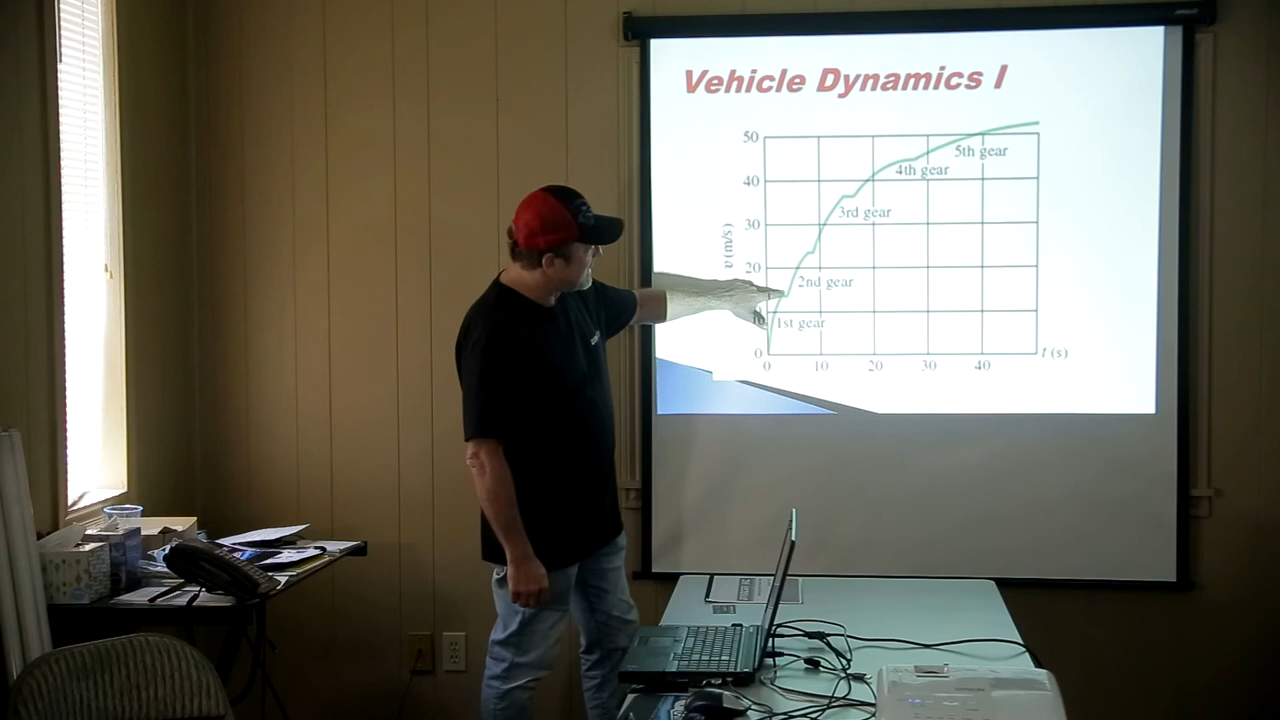 Vehicle Dynamics I
50
40
30
20
0
v (m/s)
5th gear
4th gear
3rd gear
2nd gear
1st gear
0 10 20 30 40
t (s)